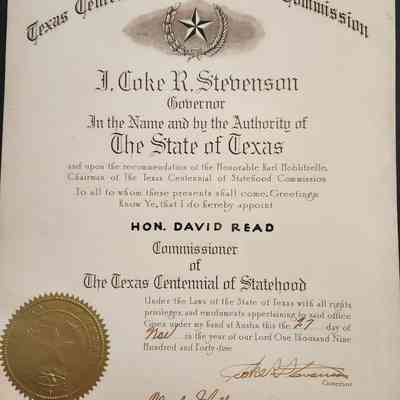 Texas Centennial Commission
I, Coke R. Stevenson
Governor
In the Name and by the Authority of
The State of Texas
and upon the recommendation of the Honorable Karl Hoblitzelle,
Chairman of the Texas Centennial of Statehood Commission
To all to whom these presents shall come, Greetings:
Know Ye, that I do hereby appoint
HON. DAVID READ
Commissioner
of
The Texas Centennial of Statehood
Under the Laws of the State of Texas with all rights,
privileges, and emoluments appertaining to said office.
Given under my hand at Austin this the 27 day of
Nov in the year of our Lord One Thousand Nine
Hundred and Forty-five
Coke R Stevenson
Governor